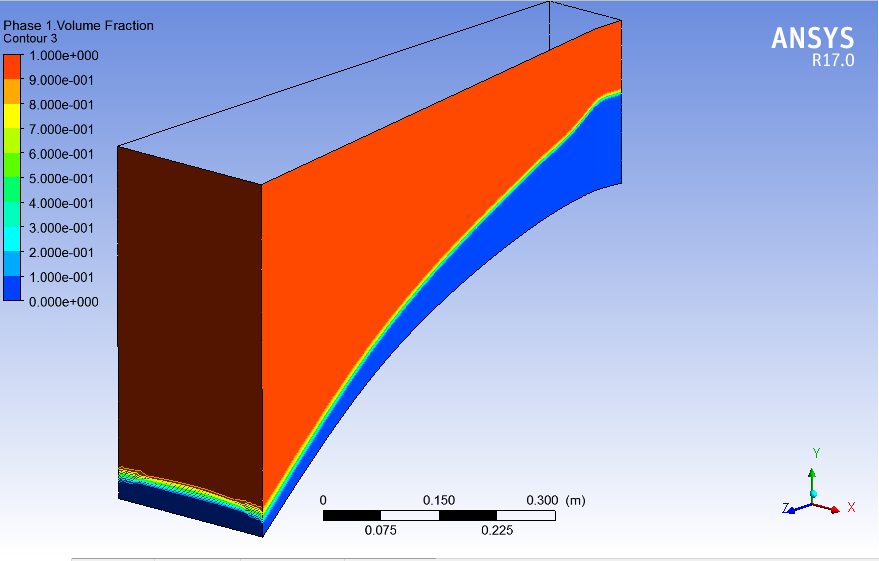 Phase 1.Volume Fraction
Contour 3
1.000e+000
9.000e-001
8.000e-001
7.000e-001
6.000e-001
5.000e-001
4.000e-001
3.000e-001
2.000e-001
1.000e-001
0.000e+000
ANSYS
R17.0
0 0.150 0.300 (m)
0.075 0.225
Y
Z X